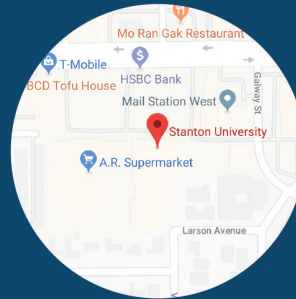 Mo Ran Gak Restaurant
T-Mobile
HSBC Bank
BCD Tofu House
Mail Station West
Galway St
Stanton University
A.R. Supermarket
Larson Avenue